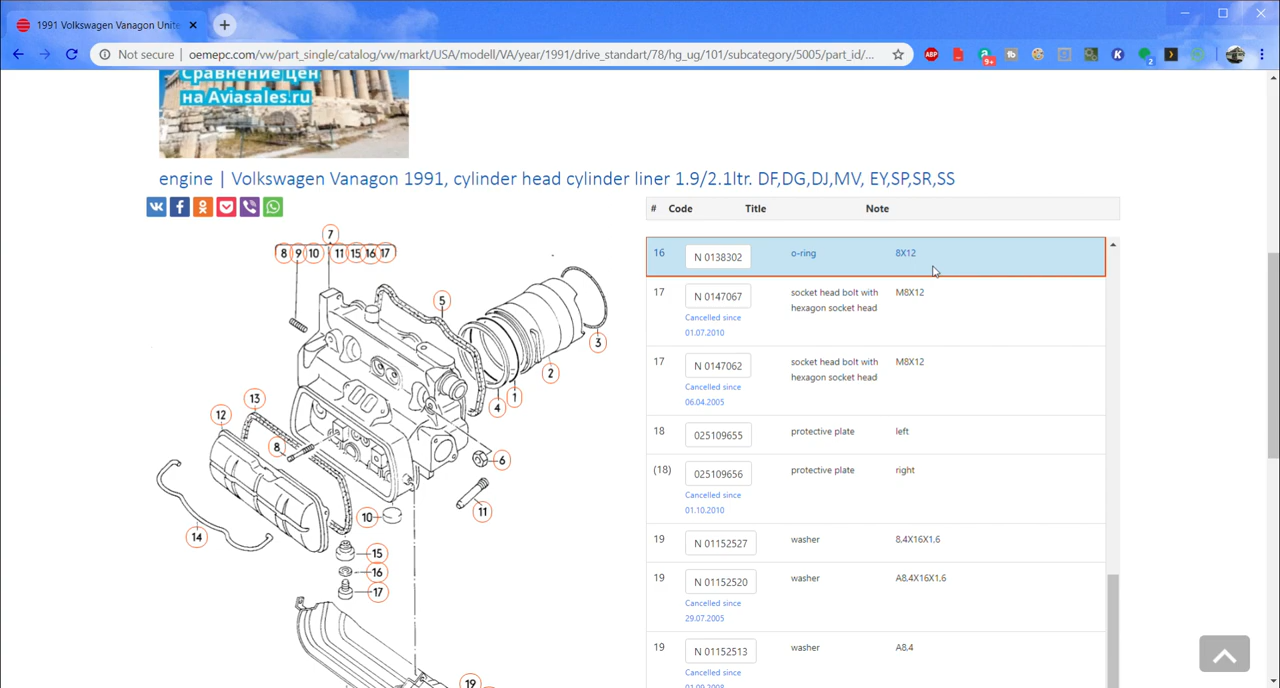 1991 Volkswagen Vanagon Unite
Not secure | oemepc.com/vw/part_single/catalog/vw/markt/USA/modell/VA/year/1991/drive_standart/78/hg_ug/101/subcategory/5005/part_id/...
ABP
9+
K
2
Сравнение цен
на Aviasales.ru
engine | Volkswagen Vanagon 1991, cylinder head cylinder liner 1.9/2.1ltr. DF,DG,DJ,MV, EY,SP,SR,SS
# Code Title Note
16 N 0138302 o-ring 8X12
17 N 0147067 socket head bolt with M8X12
hexagon socket head
Cancelled since
01.07.2010
17 N 0147062 socket head bolt with M8X12
hexagon socket head
Cancelled since
06.04.2005
18 025109655 protective plate left
(18) 025109656 protective plate right
Cancelled since
01.10.2010
19 N 01152527 washer 8,4X16X1,6
19 N 01152520 washer A8,4X16X1,6
Cancelled since
29.07.2005
19 N 01152513 washer A8,4
Cancelled since
01.09.2008
7
8 9 10 11 15 16 17
5
3
2
1
4
13
12
8
6
11
10
14
15
16
17
19